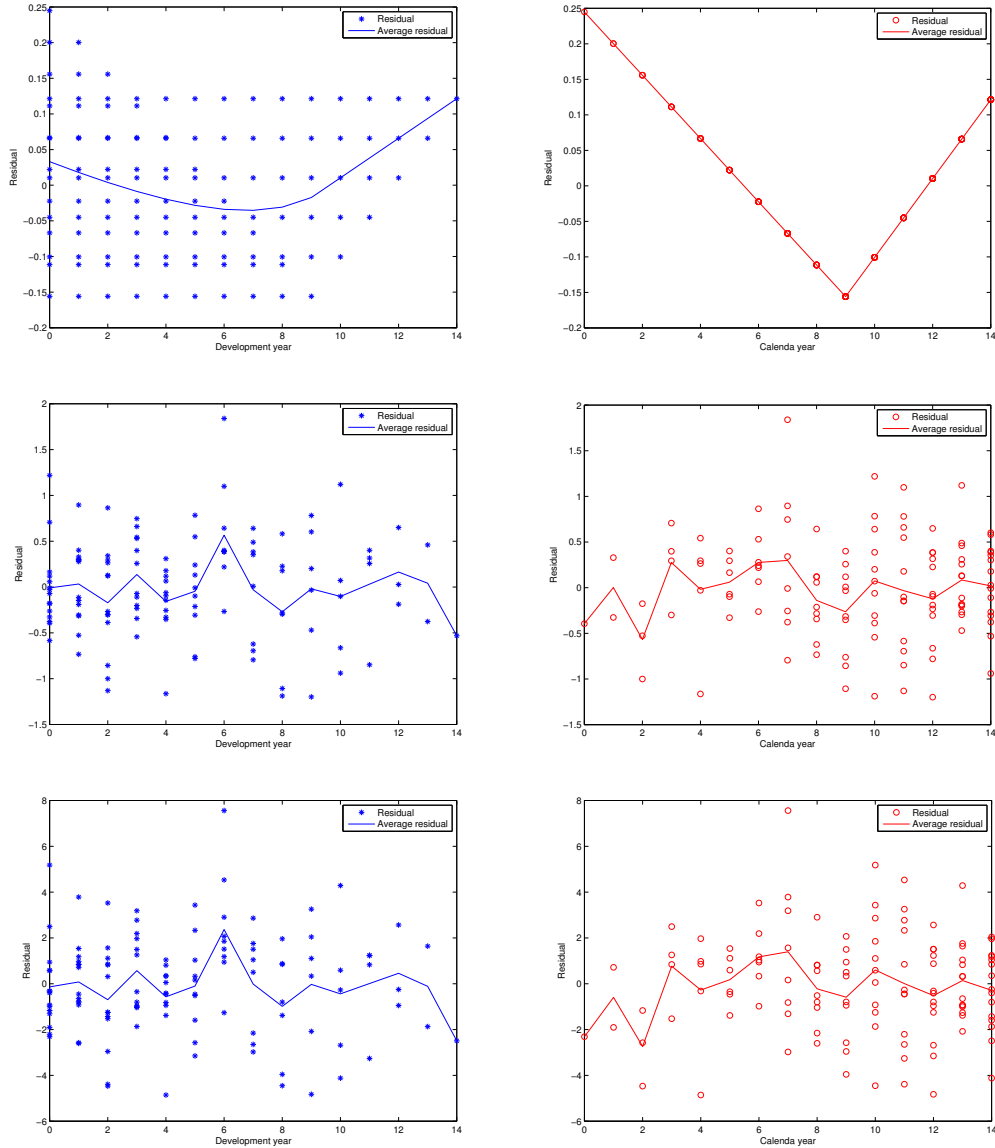 0.25
0.2
0.15
0.1
0.05
0
−0.05
−0.1
−0.15
−0.2
0 2 4 6 8 10 12 14
Residual
Development year
Residual
Average residual
0.25
0.2
0.15
0.1
0.05
0
−0.05
−0.1
−0.15
−0.2
0 2 4 6 8 10 12 14
Residual
Calenda year
Residual
Average residual
2
1.5
1
0.5
0
−0.5
−1
−1.5
0 2 4 6 8 10 12 14
Residual
Development year
Residual
Average residual
2
1.5
1
0.5
0
−0.5
−1
−1.5
0 2 4 6 8 10 12 14
Residual
Calenda year
Residual
Average residual
8
6
4
2
0
−2
−4
−6
0 2 4 6 8 10 12 14
Residual
Development year
Residual
Average residual
8
6
4
2
0
−2
−4
−6
0 2 4 6 8 10 12 14
Residual
Calenda year
Residual
Average residual